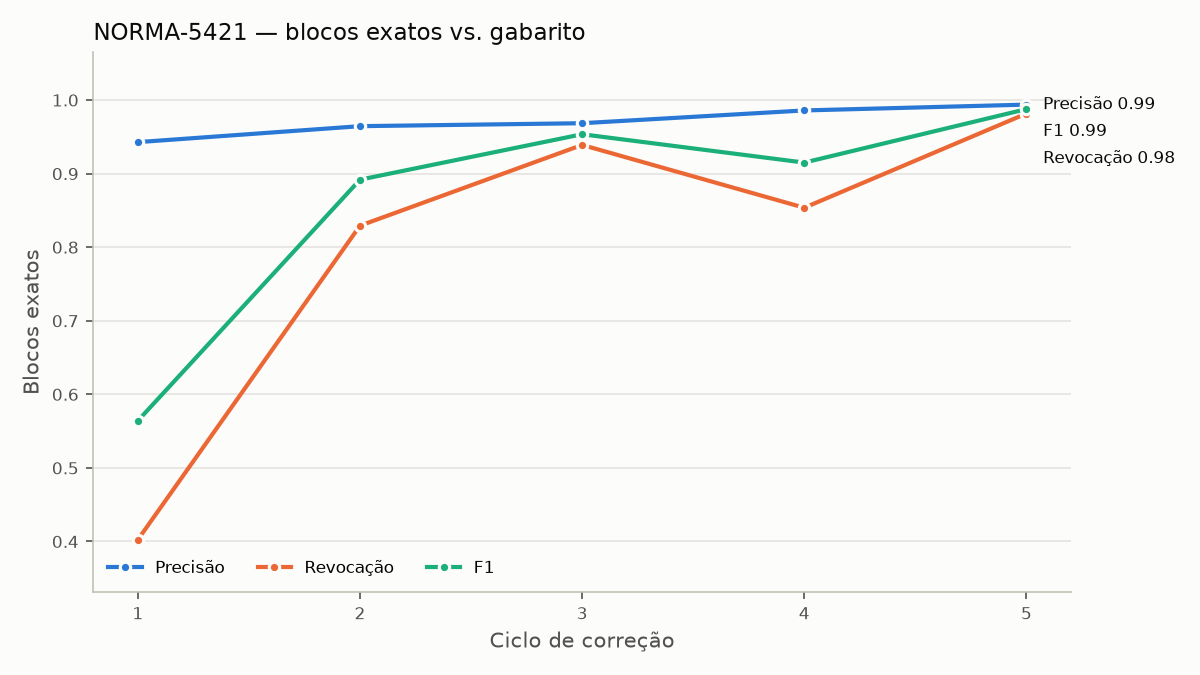 NORMA-5421 — blocos exatos vs. gabarito
Blocos exatos
1.0
0.9
0.8
0.7
0.6
0.5
0.4
Precisão 0.99
F1 0.99
Revocação 0.98
Precisão Revocação F1
1 2 3 4 5
Ciclo de correção